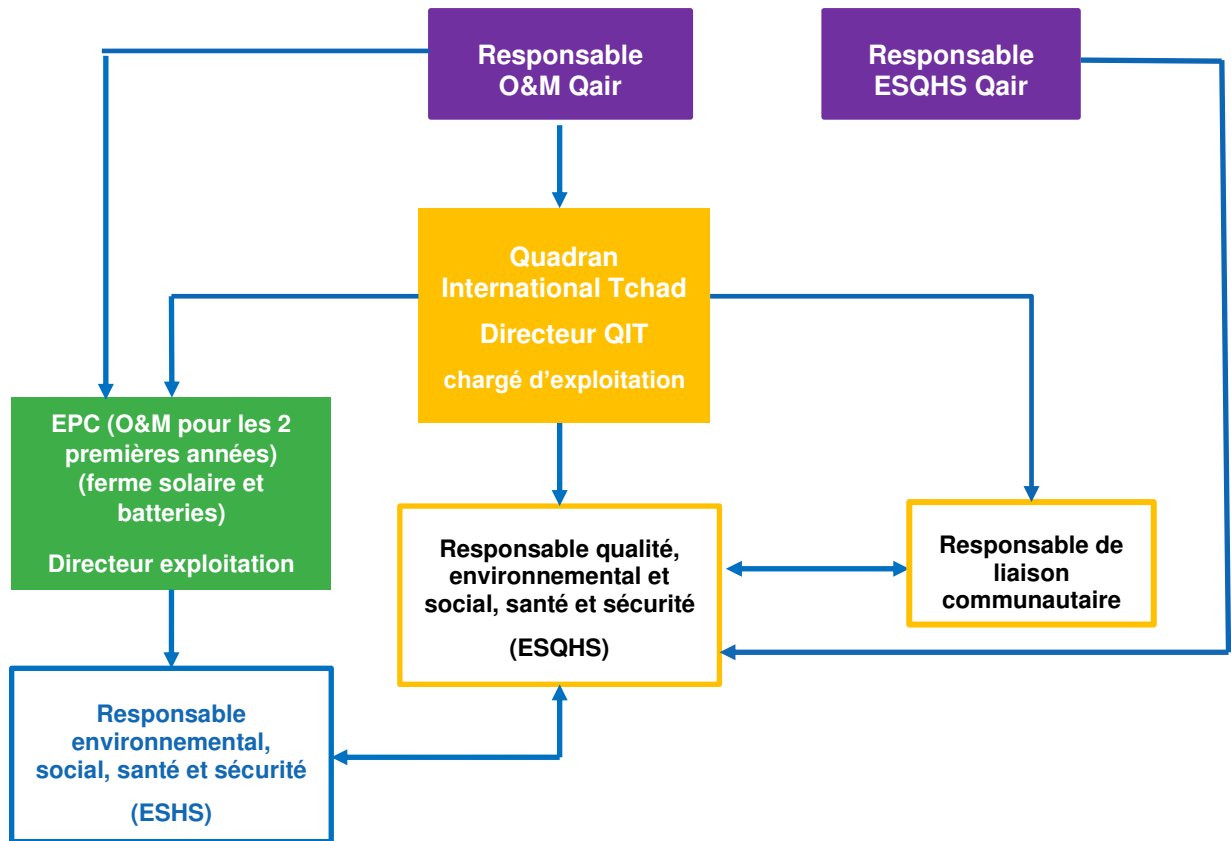 Responsable
O&M Qair
Responsable
ESQHS Qair
Quadran
International Tchad
Directeur QIT
chargé d'exploitation
EPC (O&M pour les 2
premières années)
(ferme solaire et
batteries)
Directeur exploitation
Responsable qualité,
environnemental et
social, santé et sécurité
(ESQHS)
Responsable de
liaison
communautaire
Responsable
environnemental,
social, santé et sécurité
(ESHS)